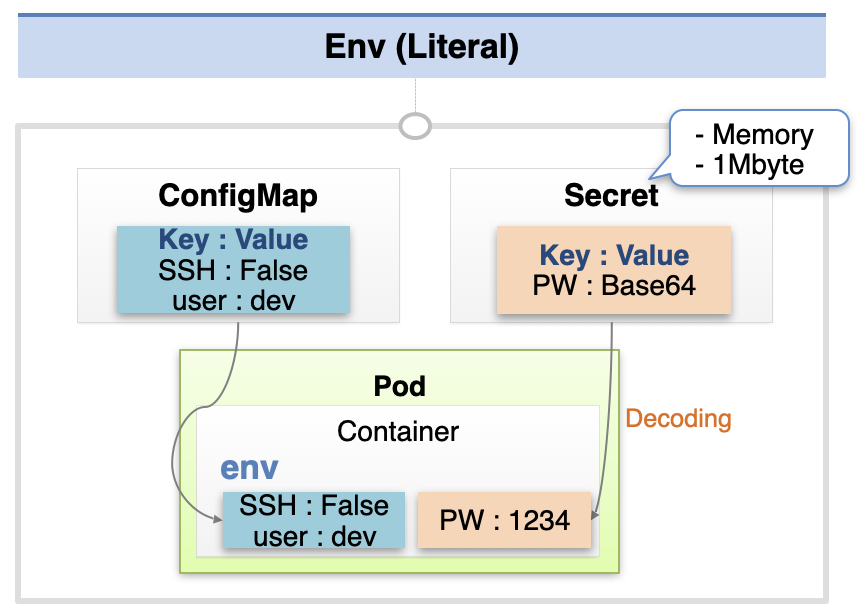 Env (Literal)
- Memory
- 1Mbyte
ConfigMap
Key : Value
SSH : False
user : dev
Secret
Key : Value
PW : Base64
Pod
Container
env
SSH : False
user : dev
PW : 1234
Decoding